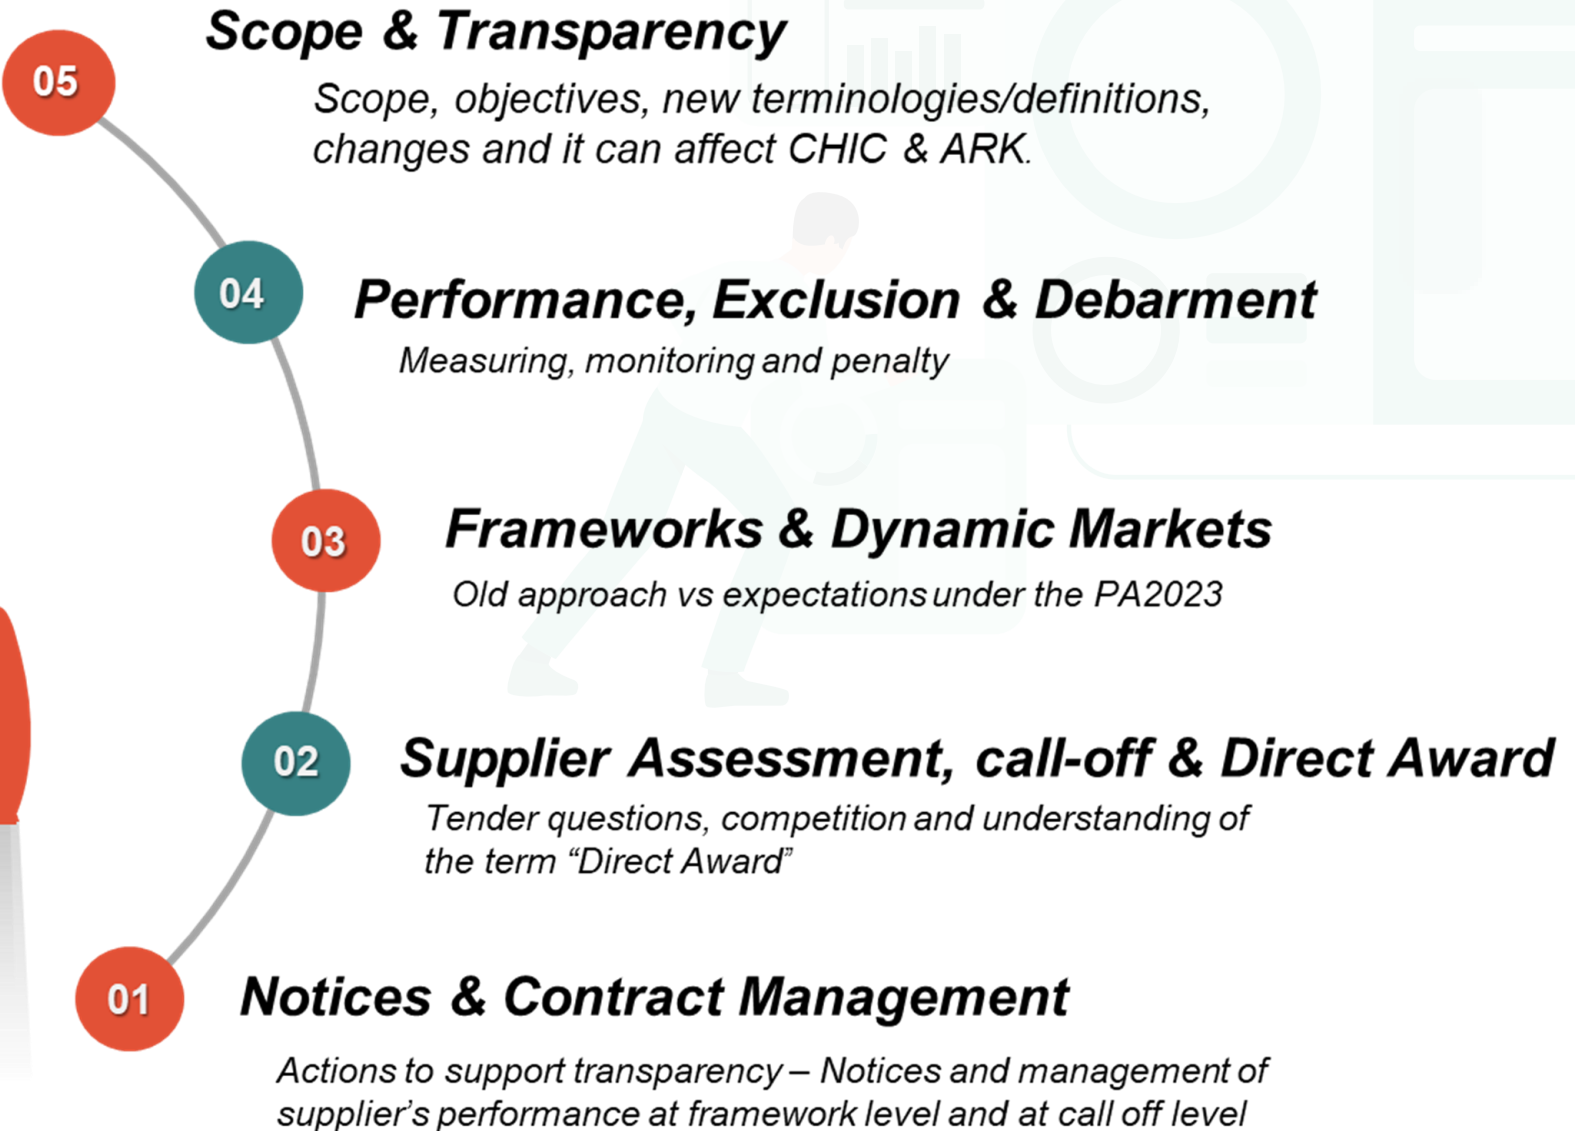 Scope & Transparency
05
Scope, objectives, new terminologies/definitions,
changes and it can affect CHIC & ARK.
04
Performance, Exclusion & Debarment
Measuring, monitoring and penalty
Frameworks & Dynamic Markets
03
Old approach vs expectations under the PA2023
Supplier Assessment, call-off & Direct Award
02
Tender questions, competition and understanding of
the term “Direct Award”
Notices & Contract Management
01
Actions to support transparency – Notices and management of
supplier’s performance at framework level and at call off level